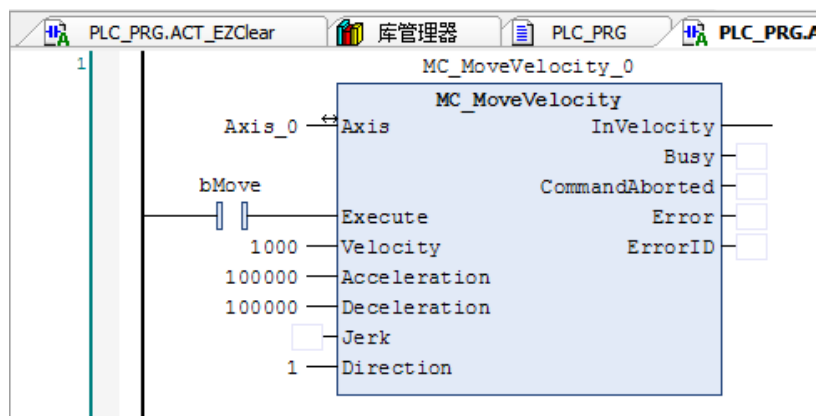 PLC_PRG.ACT_EZClear 库管理器 PLC_PRG PLC_PRG.A
1
MC_MoveVelocity_0
MC_MoveVelocity
Axis_0 Axis InVelocity
Busy
bMove CommandAborted
Execute Error
1000 Velocity ErrorID
100000 Acceleration
100000 Deceleration
Jerk
1 Direction